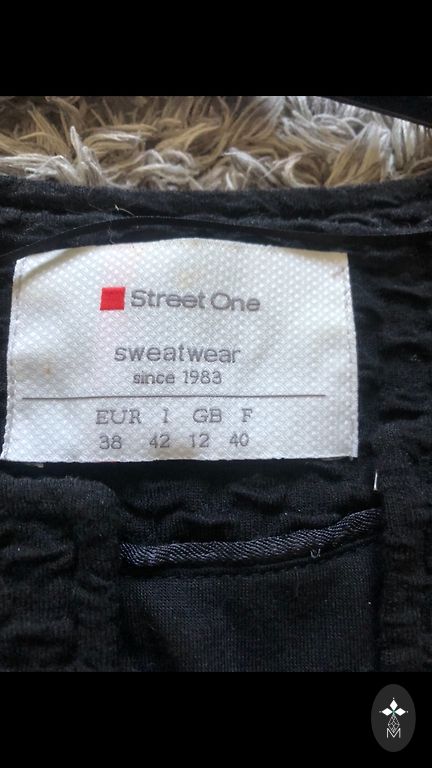 Street One
sweatwear
since 1983
EUR I GB F
38 42 12 40
M